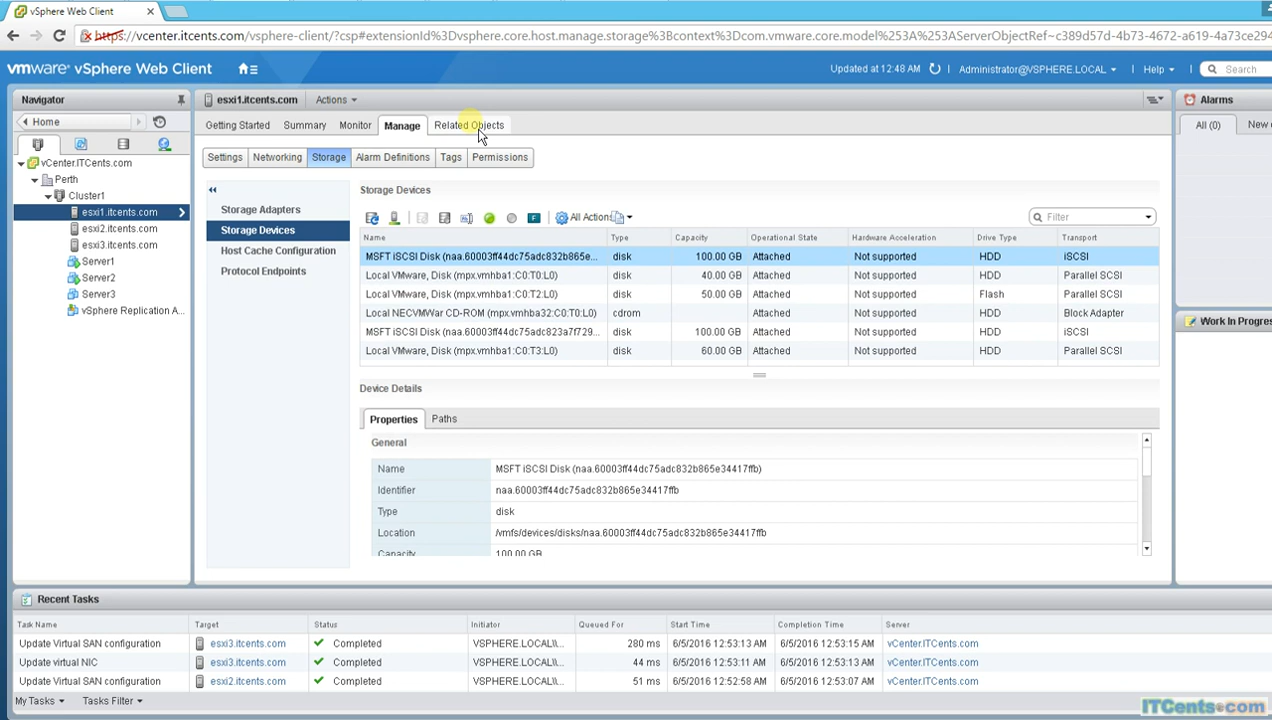 vSphere Web Client
https://vcenter.itcents.com/vsphere-client/?csp#extensionId%3Dvsphere.core.host.manage.storage%3Bcontext%3Dcom.vmware.core.model%253A%253AServerObjectRef~c389d57d-4b73-4672-a619-4a73ce294
vmware® vSphere Web Client
Updated at 12:48 AM
Administrator@VSPHERE.LOCAL
Help
Search
Navigator
Home
vCenter.ITCents.com
Perth
Cluster1
esxi1.itcents.com
esxi2.itcents.com
esxi3.itcents.com
Server1
Server2
Server3
vSphere Replication A...
esxi1.itcents.com Actions
Getting Started Summary Monitor Manage Related Objects
Settings Networking Storage Alarm Definitions Tags Permissions
Storage Adapters
Storage Devices
Host Cache Configuration
Protocol Endpoints
Storage Devices
All Actions
Filter
Name Type Capacity Operational State Hardware Acceleration Drive Type Transport
MSFT iSCSI Disk (naa.60003ff44dc75adc832b865e... disk 100.00 GB Attached Not supported HDD iSCSI
Local VMware, Disk (mpx.vmhba1:C0:T0:L0) disk 40.00 GB Attached Not supported HDD Parallel SCSI
Local VMware, Disk (mpx.vmhba1:C0:T2:L0) disk 50.00 GB Attached Not supported Flash Parallel SCSI
Local NECVMWar CD-ROM (mpx.vmhba32:C0:T0:L0) cdrom Attached Not supported HDD Block Adapter
MSFT iSCSI Disk (naa.60003ff44dc75adc823a7f729... disk 100.00 GB Attached Not supported HDD iSCSI
Local VMware, Disk (mpx.vmhba1:C0:T3:L0) disk 60.00 GB Attached Not supported HDD Parallel SCSI
Device Details
Properties Paths
General
Name MSFT iSCSI Disk (naa.60003ff44dc75adc832b865e34417ffb)
Identifier naa.60003ff44dc75adc832b865e34417ffb
Type disk
Location /vmfs/devices/disks/naa.60003ff44dc75adc832b865e34417ffb
Capacity 100.00 GB
Alarms
All (0) New
Work In Progres
Recent Tasks
Task Name Target Status Initiator Queued For Start Time Completion Time Server
Update Virtual SAN configuration esxi3.itcents.com Completed VSPHERE.LOCAL\\... 280 ms 6/5/2016 12:53:13 AM 6/5/2016 12:53:15 AM vCenter.ITCents.com
Update virtual NIC esxi3.itcents.com Completed VSPHERE.LOCAL\\... 44 ms 6/5/2016 12:53:11 AM 6/5/2016 12:53:13 AM vCenter.ITCents.com
Update Virtual SAN configuration esxi2.itcents.com Completed VSPHERE.LOCAL\\... 51 ms 6/5/2016 12:52:58 AM 6/5/2016 12:53:07 AM vCenter.ITCents.com
My Tasks Tasks Filter
ITCents.com